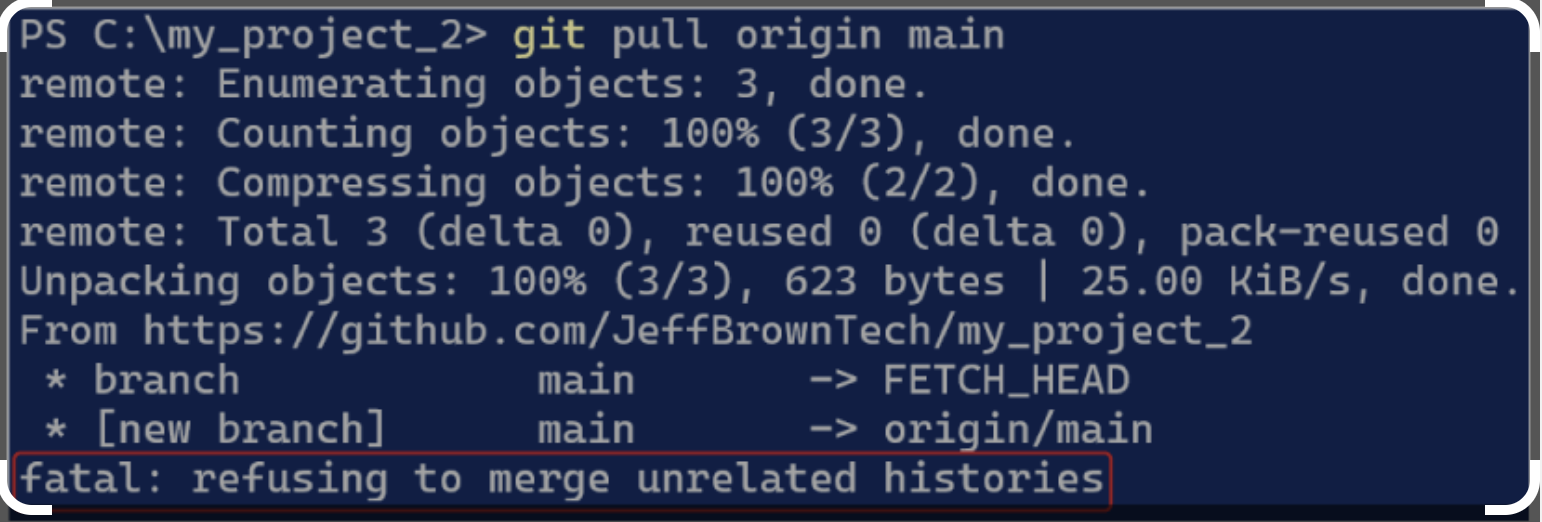 PS C:\my_project_2> git pull origin main
remote: Enumerating objects: 3, done.
remote: Counting objects: 100% (3/3), done.
remote: Compressing objects: 100% (2/2), done.
remote: Total 3 (delta 0), reused 0 (delta 0), pack-reused 0
Unpacking objects: 100% (3/3), 623 bytes | 25.00 KiB/s, done.
From https://github.com/JeffBrownTech/my_project_2
 * branch            main       -> FETCH_HEAD
 * [new branch]      main       -> origin/main
fatal: refusing to merge unrelated histories